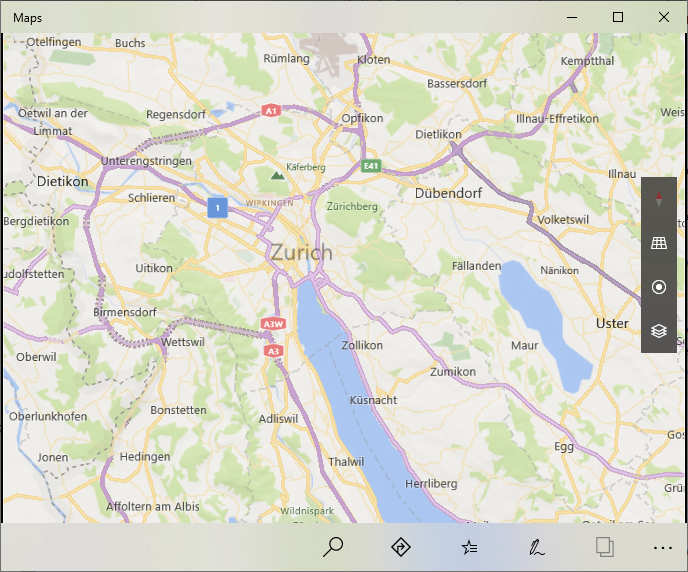 Maps
Otelfingen
Buchs
Rümlang
Kloten
Kemptthal
Bassersdorf
Oetwil an der
Limmat
Regensdorf
A1
Opfikon
Dietlikon
Illnau-Effretikon
Unterengstringen
Käferberg
E41
Illnau
Dietikon
Schlieren
1
WIPKINGEN
Zürichberg
Dübendorf
Bergdietikon
Volketswil
Zurich
Uitikon
Fällanden
Nänikon
Birmensdorf
A3W
Uster
Wettswil
A3
Zollikon
Maur
Oberwil
Zumikon
Küsnacht
Oberlunkhofen
Bonstetten
Adliswil
Egg
Jonen
Hedingen
Thalwil
Herrliberg
Affoltern am Albis
Wildnispark